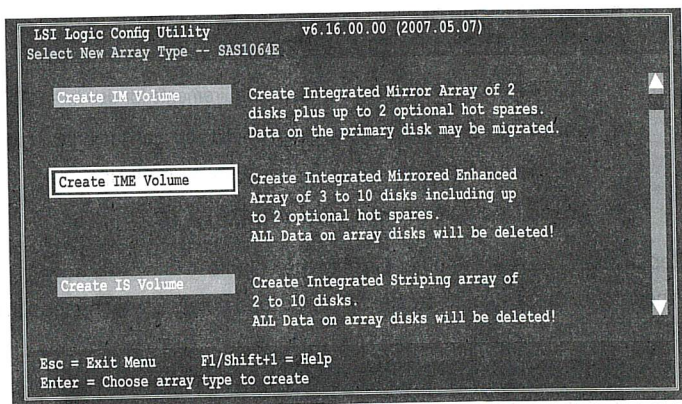 LSI Logic Config Utility v6.16.00.00 (2007.05.07)
Select New Array Type -- SAS1064E
Create IM Volume
Create Integrated Mirror Array of 2
disks plus up to 2 optional hot spares.
Data on the primary disk may be migrated.
Create IME Volume
Create Integrated Mirrored Enhanced
Array of 3 to 10 disks including up
to 2 optional hot spares.
ALL Data on array disks will be deleted!
Create IS Volume
Create Integrated Striping array of
2 to 10 disks.
ALL Data on array disks will be deleted!
Esc = Exit Menu F1/Shift+1 = Help
Enter = Choose array type to create